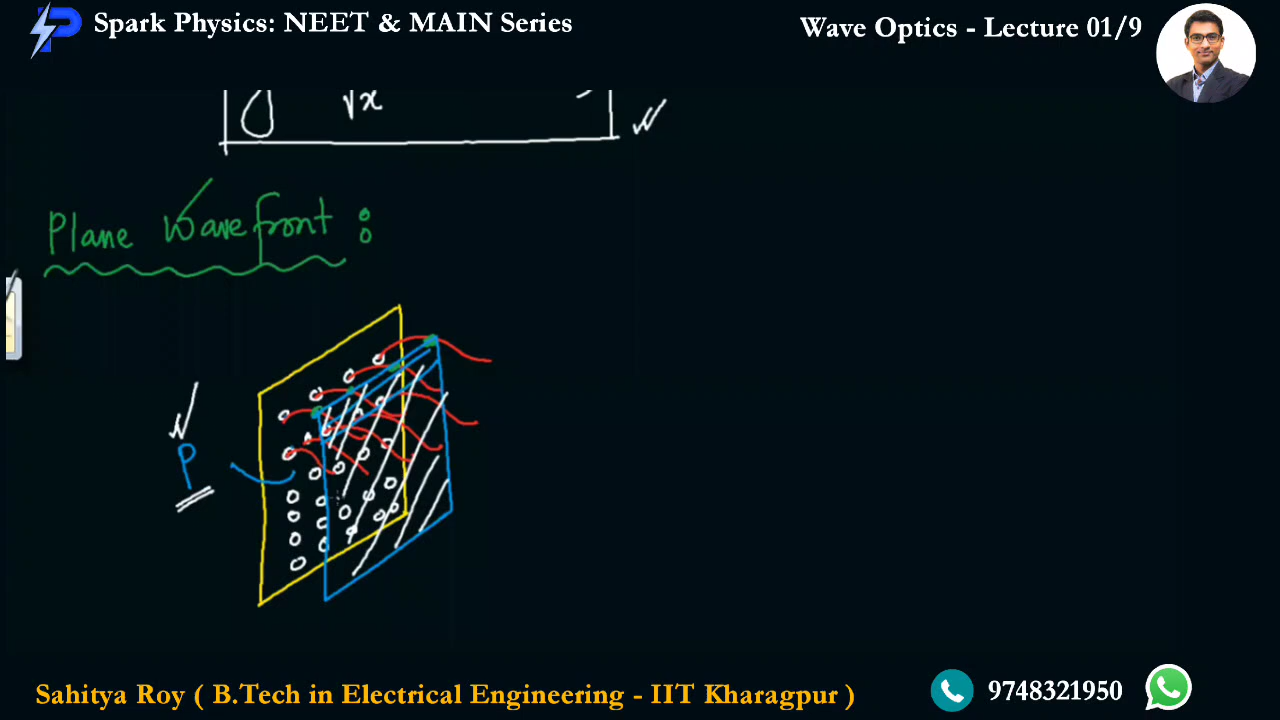 Spark Physics: NEET & MAIN Series
Wave Optics - Lecture 01/9
√x
Plane Wavefront :
P
Sahitya Roy ( B.Tech in Electrical Engineering - IIT Kharagpur )
9748321950